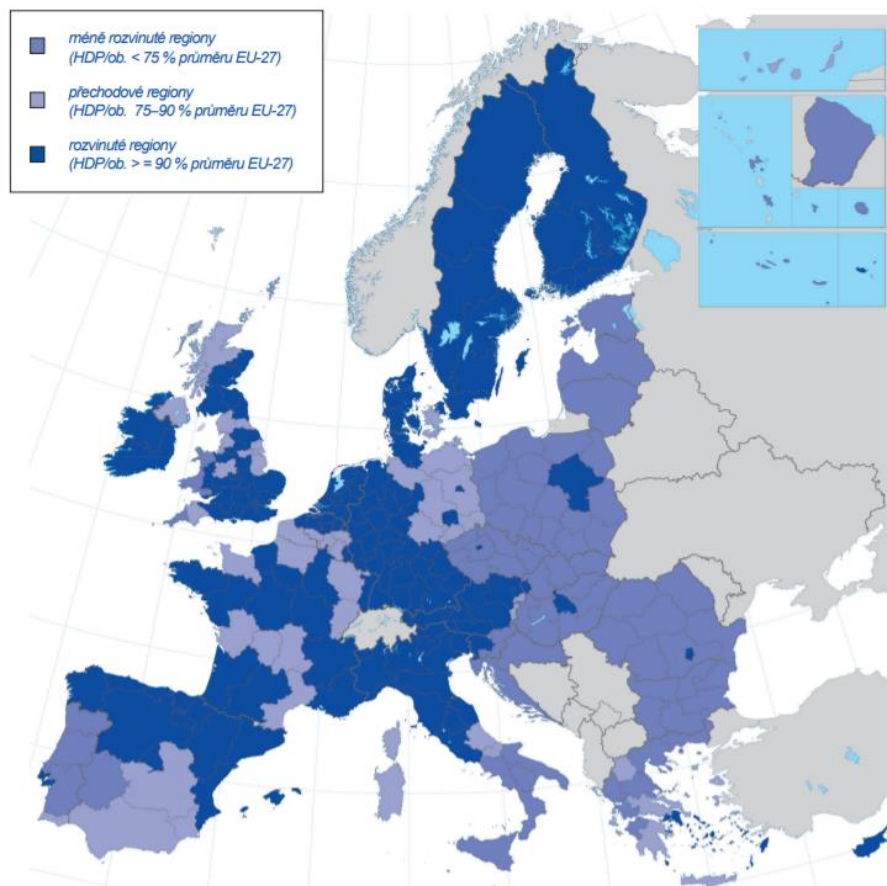 méně rozvinuté regiony
(HDP/ob. < 75 % průměru EU-27)
přechodové regiony
(HDP/ob. 75–90 % průměru EU-27)
rozvinuté regiony
(HDP/ob. > = 90 % průměru EU-27)